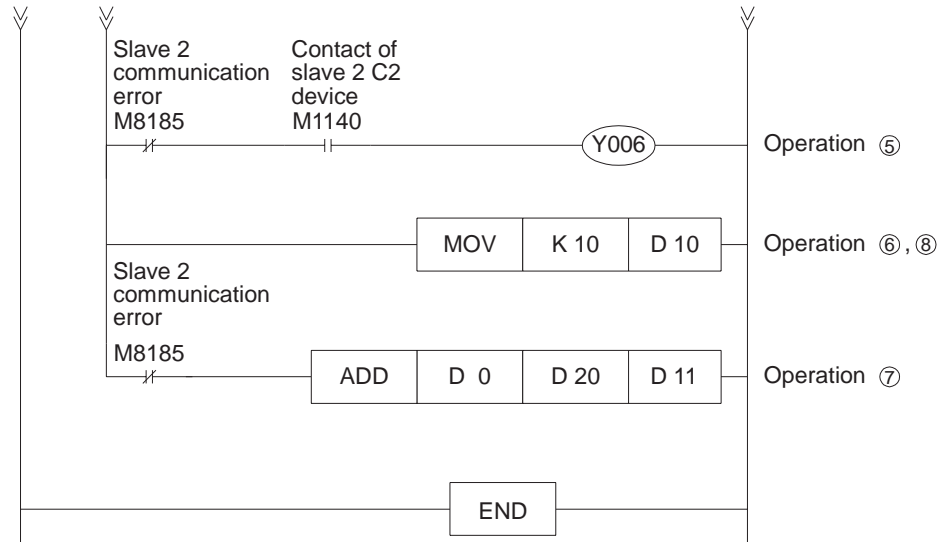 Slave 2
communication
error
M8185
Contact of
slave 2 C2
device
M1140
Y006
Operation ⑤
MOV K 10 D 10
Operation ⑥ , ⑧
Slave 2
communication
error
M8185
ADD D 0 D 20 D 11
Operation ⑦
END